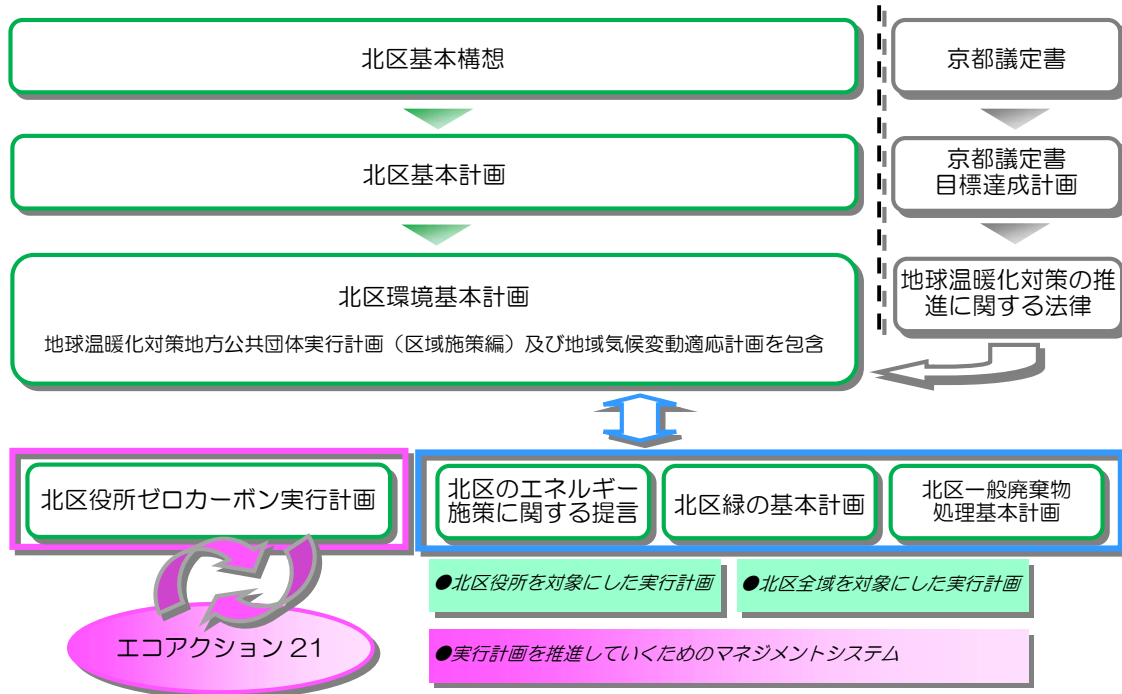 北区基本構想
北区基本計画
北区環境基本計画
地球温暖化対策地方公共団体実行計画（区域施策編）及び地域気候変動適応計画を包含
京都議定書
京都議定書
目標達成計画
地球温暖化対策の推
進に関する法律
北区役所ゼロカーボン実行計画
北区のエネルギー
施策に関する提言
北区緑の基本計画
北区一般廃棄物
処理基本計画
エコアクション 21
●北区役所を対象にした実行計画
●北区全域を対象にした実行計画
●実行計画を推進していくためのマネジメントシステム